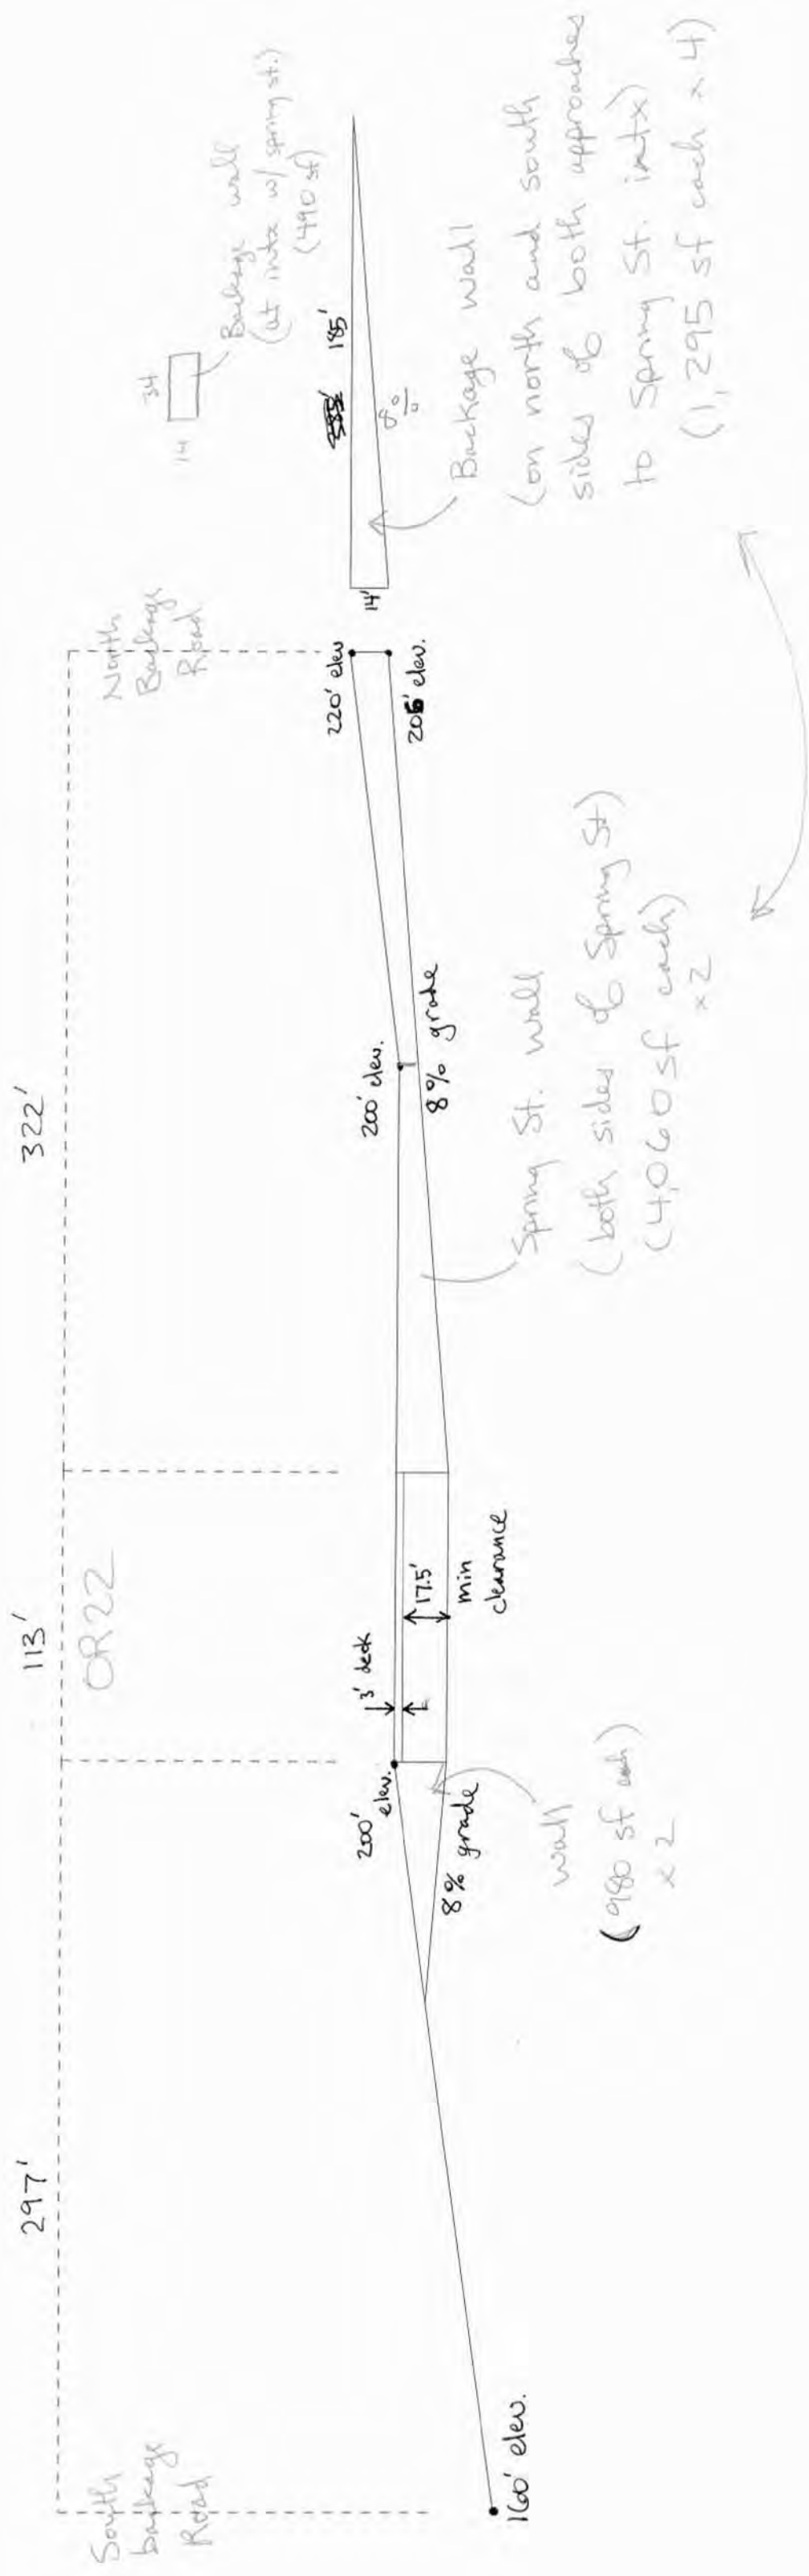 297'
113'
322'
South
backage
Road
OR22
North
Backage
Road
14
34
Backage wall
(at intx w/ spring st.)
(490 sf)
160' elev.
200'
elev.
3' deck
17.5'
min
clearance
8% grade
wall
(980 sf each)
x 2
200' elev.
8% grade
220' elev
206' elev.
Spring St. wall
(both sides of Spring St)
(4,060 sf each)
x2
14'
185'
8%
Backage wall
(on north and south
sides of both approaches
to Spring St. intx)
(1,295 sf each x 4)